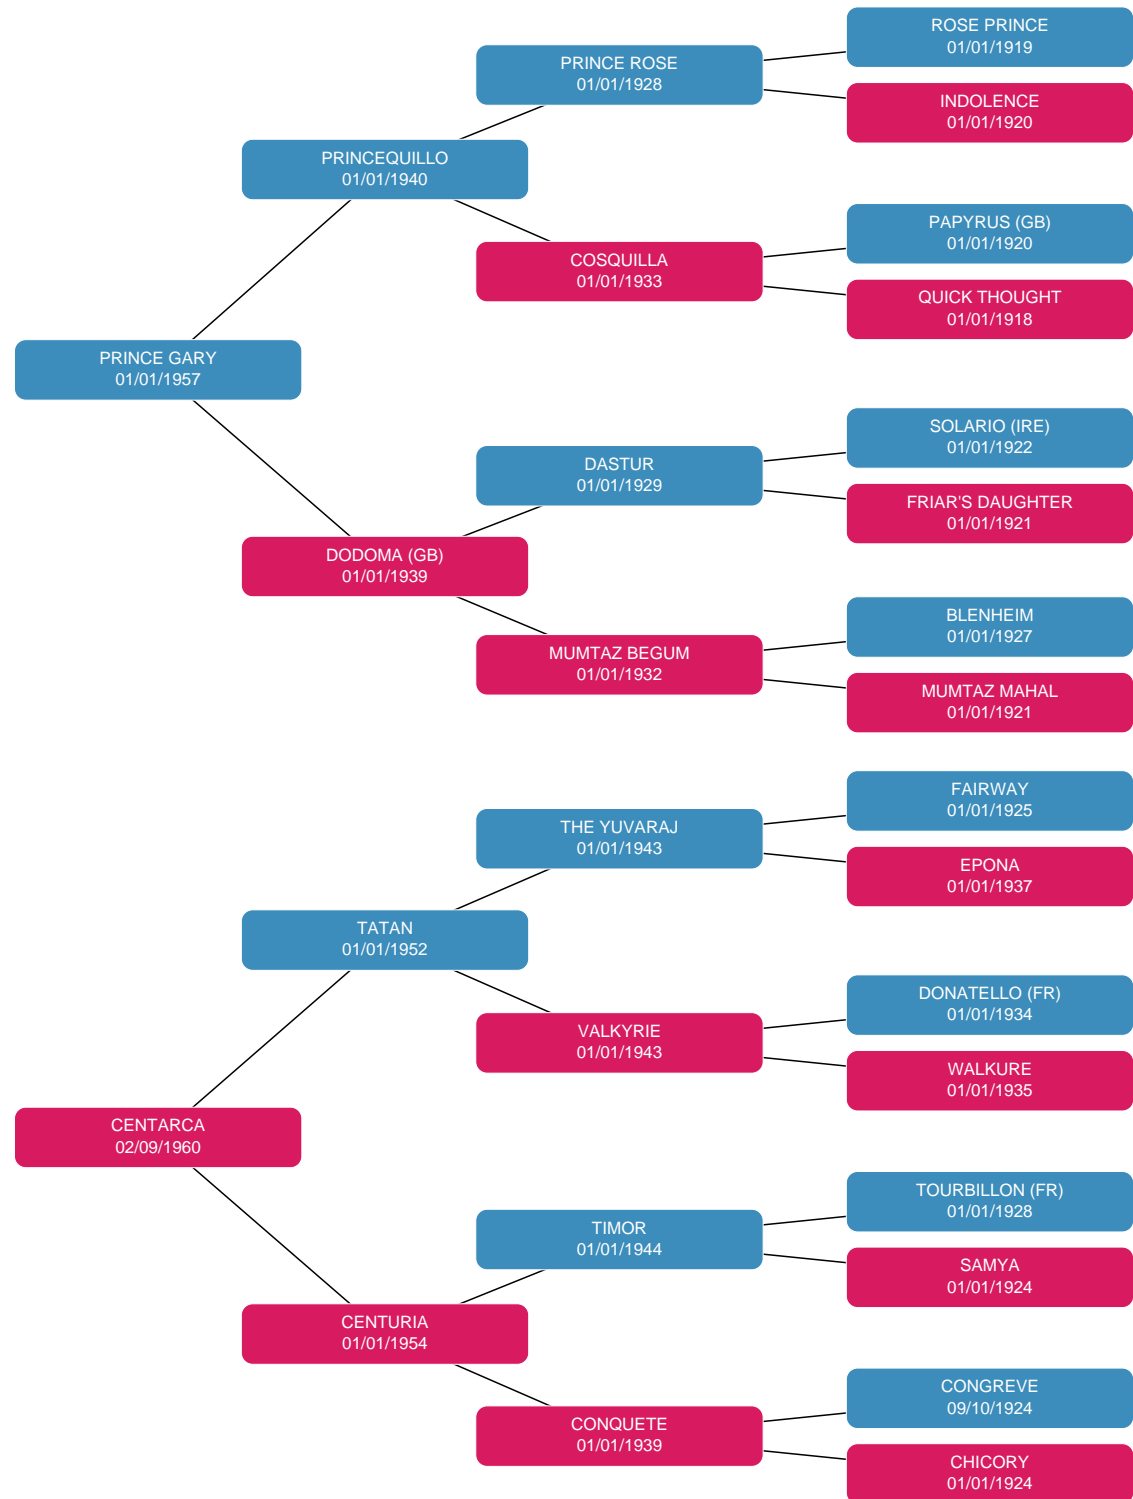 ROSE PRINCE
01/01/1919
PRINCE ROSE
01/01/1928
INDOLENCE
01/01/1920
PRINCEQUILLO
01/01/1940
PAPYRUS (GB)
01/01/1920
COSQUILLA
01/01/1933
QUICK THOUGHT
01/01/1918
PRINCE GARY
01/01/1957
SOLARIO (IRE)
01/01/1922
DASTUR
01/01/1929
FRIAR'S DAUGHTER
01/01/1921
DODOMA (GB)
01/01/1939
BLENHEIM
01/01/1927
MUMTAZ BEGUM
01/01/1932
MUMTAZ MAHAL
01/01/1921
FAIRWAY
01/01/1925
THE YUVARAJ
01/01/1943
EPONA
01/01/1937
TATAN
01/01/1952
DONATELLO (FR)
01/01/1934
VALKYRIE
01/01/1943
WALKURE
01/01/1935
CENTARCA
02/09/1960
TOURBILLON (FR)
01/01/1928
TIMOR
01/01/1944
SAMYA
01/01/1924
CENTURIA
01/01/1954
CONGREVE
09/10/1924
CONQUETE
01/01/1939
CHICORY
01/01/1924